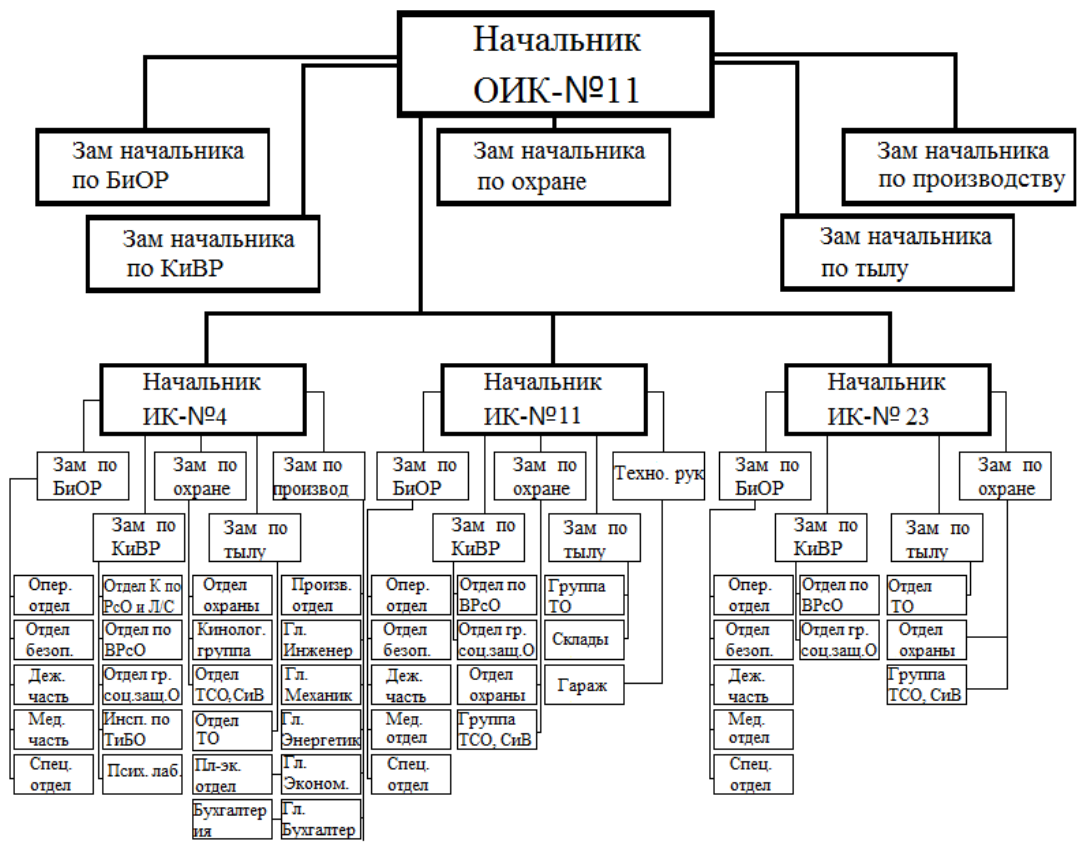 Начальник
ОИК-№11
Зам начальника
по БиОР
Зам начальника
по охране
Зам начальника
по производству
Зам начальника
по КиВР
Зам начальника
по тылу
Начальник
ИК-№4
Начальник
ИК-№11
Начальник
ИК-№ 23
Зам по
БиОР
Зам по
охране
Зам по
производ
Зам по
КиВР
Зам по
тылу
Опер.
отдел
Отдел
безоп.
Деж.
часть
Мед.
часть
Спец.
отдел
Отдел К по
РсО и Л/С
Отдел по
ВРсО
Отдел гр.
соц.защ.О
Инсп. по
ТиБО
Псих. лаб.
Отдел
охраны
Кинолог.
группа
Отдел
ТСО,СиВ
Отдел
ТО
Пл-эк.
отдел
Бухгалтер
ия
Произв.
отдел
Гл.
Инженер
Гл.
Механик
Гл.
Энергетик
Гл.
Эконом.
Гл.
Бухгалтер
Зам по
БиОР
Зам по
охране
Техно. рук
Зам по
КиВР
Зам по
тылу
Опер.
отдел
Отдел
безоп.
Деж.
часть
Мед.
отдел
Спец.
отдел
Отдел по
ВРсО
Отдел гр.
соц.защ.О
Отдел
охраны
Группа
ТСО, СиВ
Группа
ТО
Склады
Гараж
Зам по
БиОР
Зам по
охране
Зам по
КиВР
Зам по
тылу
Опер.
отдел
Отдел
безоп.
Деж.
часть
Мед.
отдел
Спец.
отдел
Отдел по
ВРсО
Отдел гр.
соц.защ.О
Отдел
ТО
Отдел
охраны
Группа
ТСО, СиВ